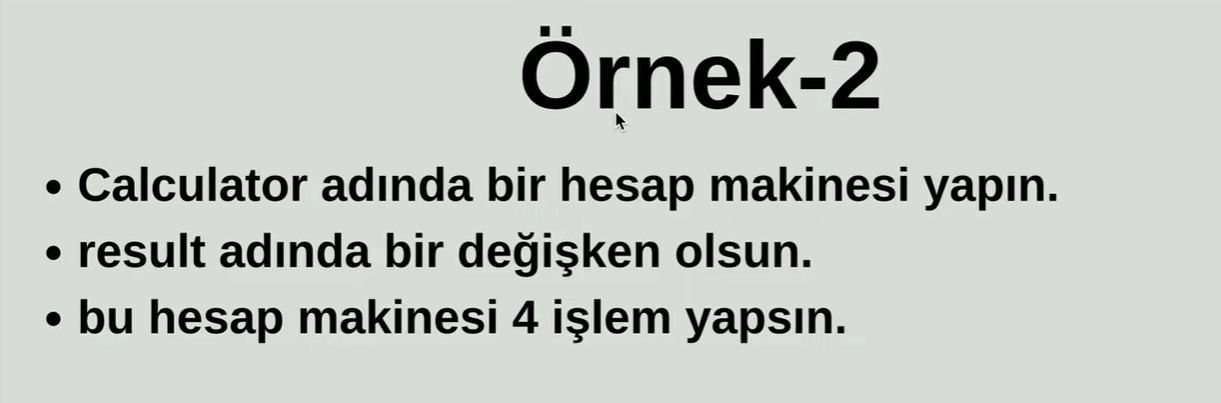 Örnek-2
• Calculator adında bir hesap makinesi yapın.
• result adında bir değişken olsun.
• bu hesap makinesi 4 işlem yapsın.